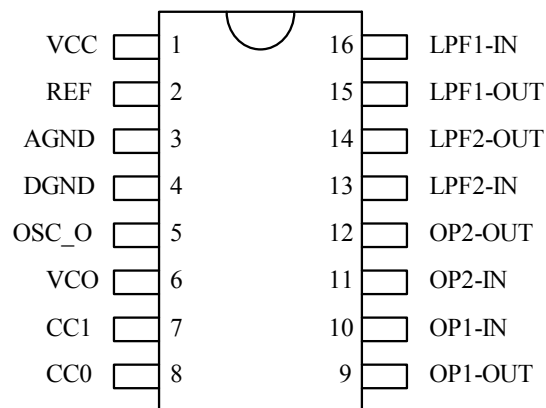 VCC 1 16 LPF1-IN
REF 2 15 LPF1-OUT
AGND 3 14 LPF2-OUT
DGND 4 13 LPF2-IN
OSC_O 5 12 OP2-OUT
VCO 6 11 OP2-IN
CC1 7 10 OP1-IN
CC0 8 9 OP1-OUT